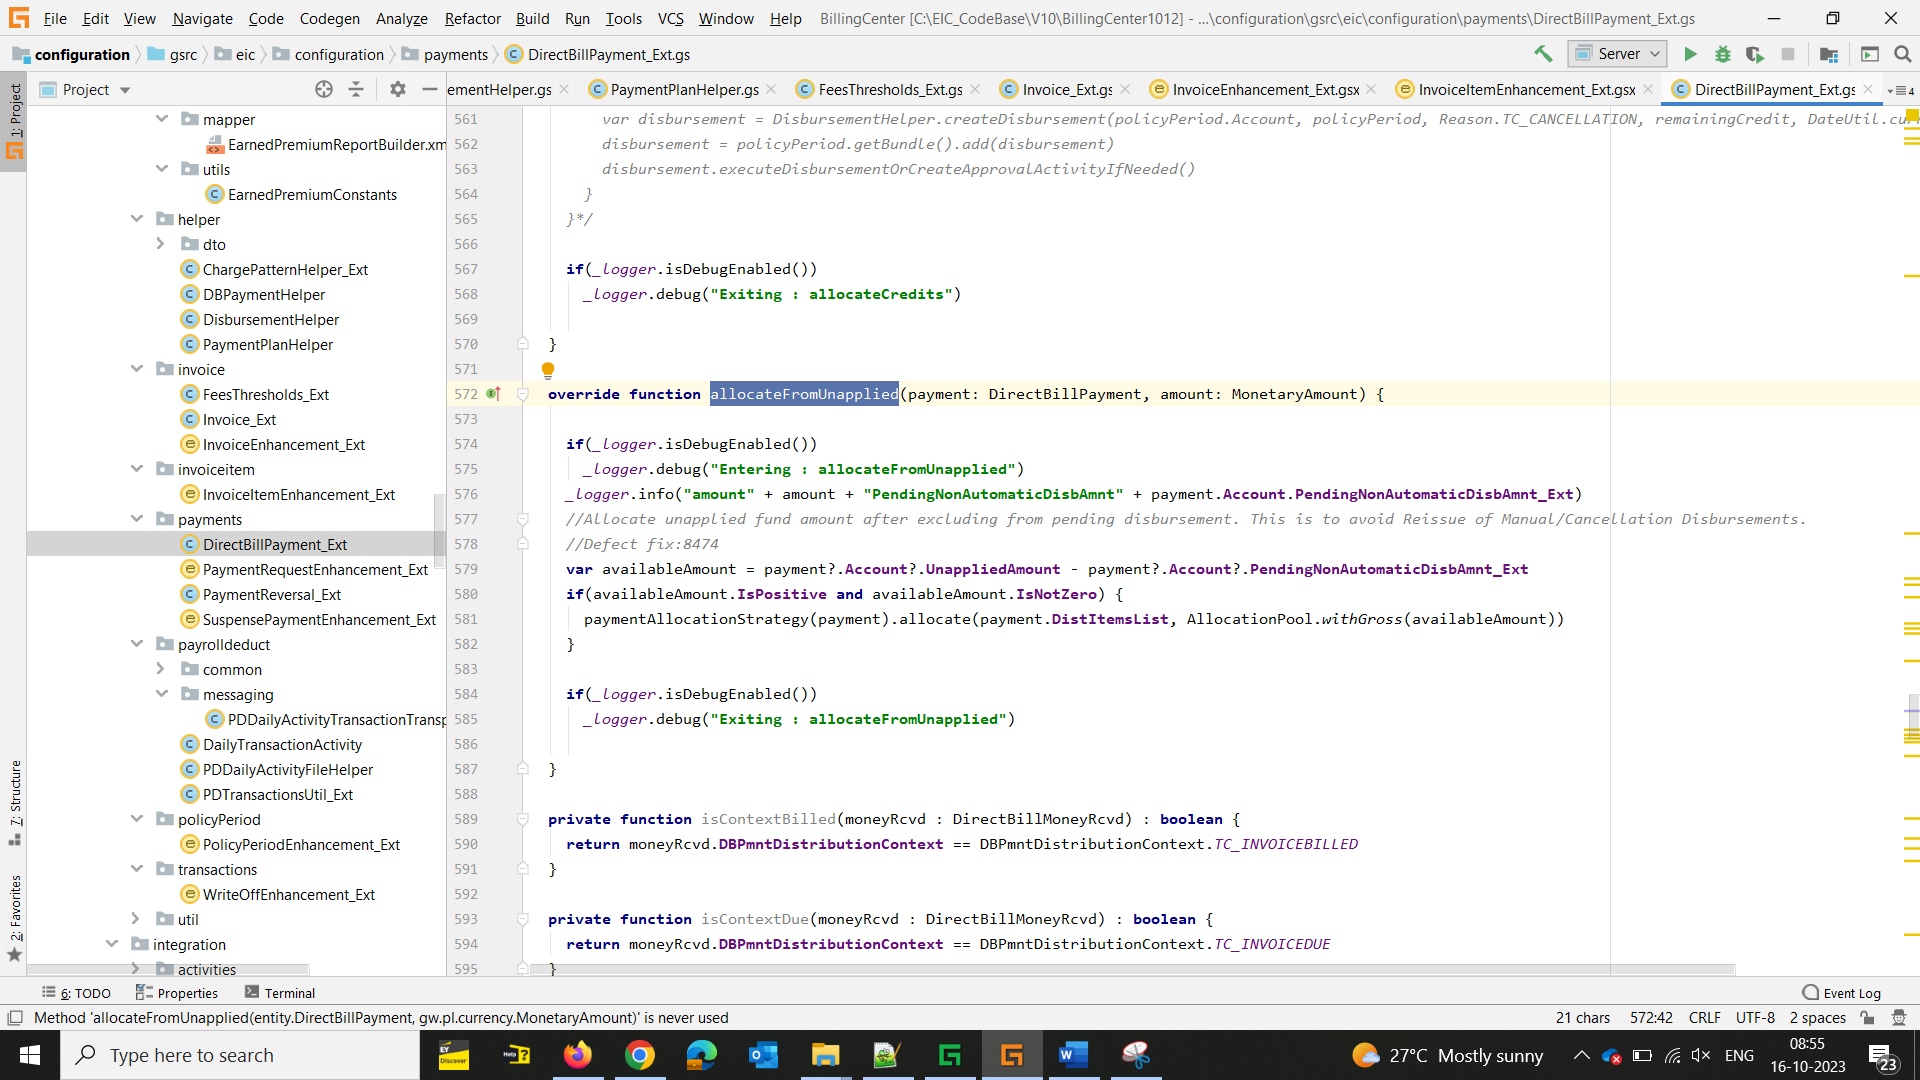 File Edit View Navigate Code Codegen Analyze Refactor Build Run Tools VCS Window Help BillingCenter [C:\EIC_CodeBase\V10\BillingCenter1012] - ...\configuration\gsrc\eic\configuration\payments\DirectBillPayment_Ext.gs
configuration gsrc eic configuration payments DirectBillPayment_Ext.gs Server
Project ementHelper.gs PaymentPlanHelper.gs FeesThresholds_Ext.gs Invoice_Ext.gs InvoiceEnhancement_Ext.gsx InvoiceItemEnhancement_Ext.gsx DirectBillPayment_Ext.gs 4
1: Project
7: Structure
2: Favorites
mapper
EarnedPremiumReportBuilder.xm
utils
EarnedPremiumConstants
helper
dto
ChargePatternHelper_Ext
DBPaymentHelper
DisbursementHelper
PaymentPlanHelper
invoice
FeesThresholds_Ext
Invoice_Ext
InvoiceEnhancement_Ext
invoiceitem
InvoiceItemEnhancement_Ext
payments
DirectBillPayment_Ext
PaymentRequestEnhancement_Ext
PaymentReversal_Ext
SuspensePaymentEnhancement_Ext
payrolldeduct
common
messaging
PDDailyActivityTransactionTransp
DailyTransactionActivity
PDDailyActivityFileHelper
PDTransactionsUtil_Ext
policyPeriod
PolicyPeriodEnhancement_Ext
transactions
WriteOffEnhancement_Ext
util
integration
activities
561 var disbursement = DisbursementHelper.createDisbursement(policyPeriod.Account, policyPeriod, Reason.TC_CANCELLATION, remainingCredit, DateUtil.cur
562 disbursement = policyPeriod.getBundle().add(disbursement)
563 disbursement.executeDisbursementOrCreateApprovalActivityIfNeeded()
564 }
565 }*/
566
567 if(_logger.isDebugEnabled())
568 _logger.debug("Exiting : allocateCredits")
569
570 }
571
572 override function allocateFromUnapplied(payment: DirectBillPayment, amount: MonetaryAmount) {
573
574 if(_logger.isDebugEnabled())
575 _logger.debug("Entering : allocateFromUnapplied")
576 _logger.info("amount" + amount + "PendingNonAutomaticDisbAmnt" + payment.Account.PendingNonAutomaticDisbAmnt_Ext)
577 //Allocate unapplied fund amount after excluding from pending disbursement. This is to avoid Reissue of Manual/Cancellation Disbursements.
578 //Defect fix:8474
579 var availableAmount = payment?.Account?.UnappliedAmount - payment?.Account?.PendingNonAutomaticDisbAmnt_Ext
580 if(availableAmount.IsPositive and availableAmount.IsNotZero) {
581 paymentAllocationStrategy(payment).allocate(payment.DistItemsList, AllocationPool.withGross(availableAmount))
582 }
583
584 if(_logger.isDebugEnabled())
585 _logger.debug("Exiting : allocateFromUnapplied")
586
587 }
588
589 private function isContextBilled(moneyRcvd : DirectBillMoneyRcvd) : boolean {
590 return moneyRcvd.DBPmntDistributionContext == DBPmntDistributionContext.TC_INVOICEBILLED
591 }
592
593 private function isContextDue(moneyRcvd : DirectBillMoneyRcvd) : boolean {
594 return moneyRcvd.DBPmntDistributionContext == DBPmntDistributionContext.TC_INVOICEDUE
595 }
6: TODO Properties Terminal Event Log
Method 'allocateFromUnapplied(entity.DirectBillPayment, gw.pl.currency.MonetaryAmount)' is never used 21 chars 572:42 CRLF UTF-8 2 spaces
Type here to search EY Discover Help ? 27°C Mostly sunny ENG 08:55
16-10-2023 23